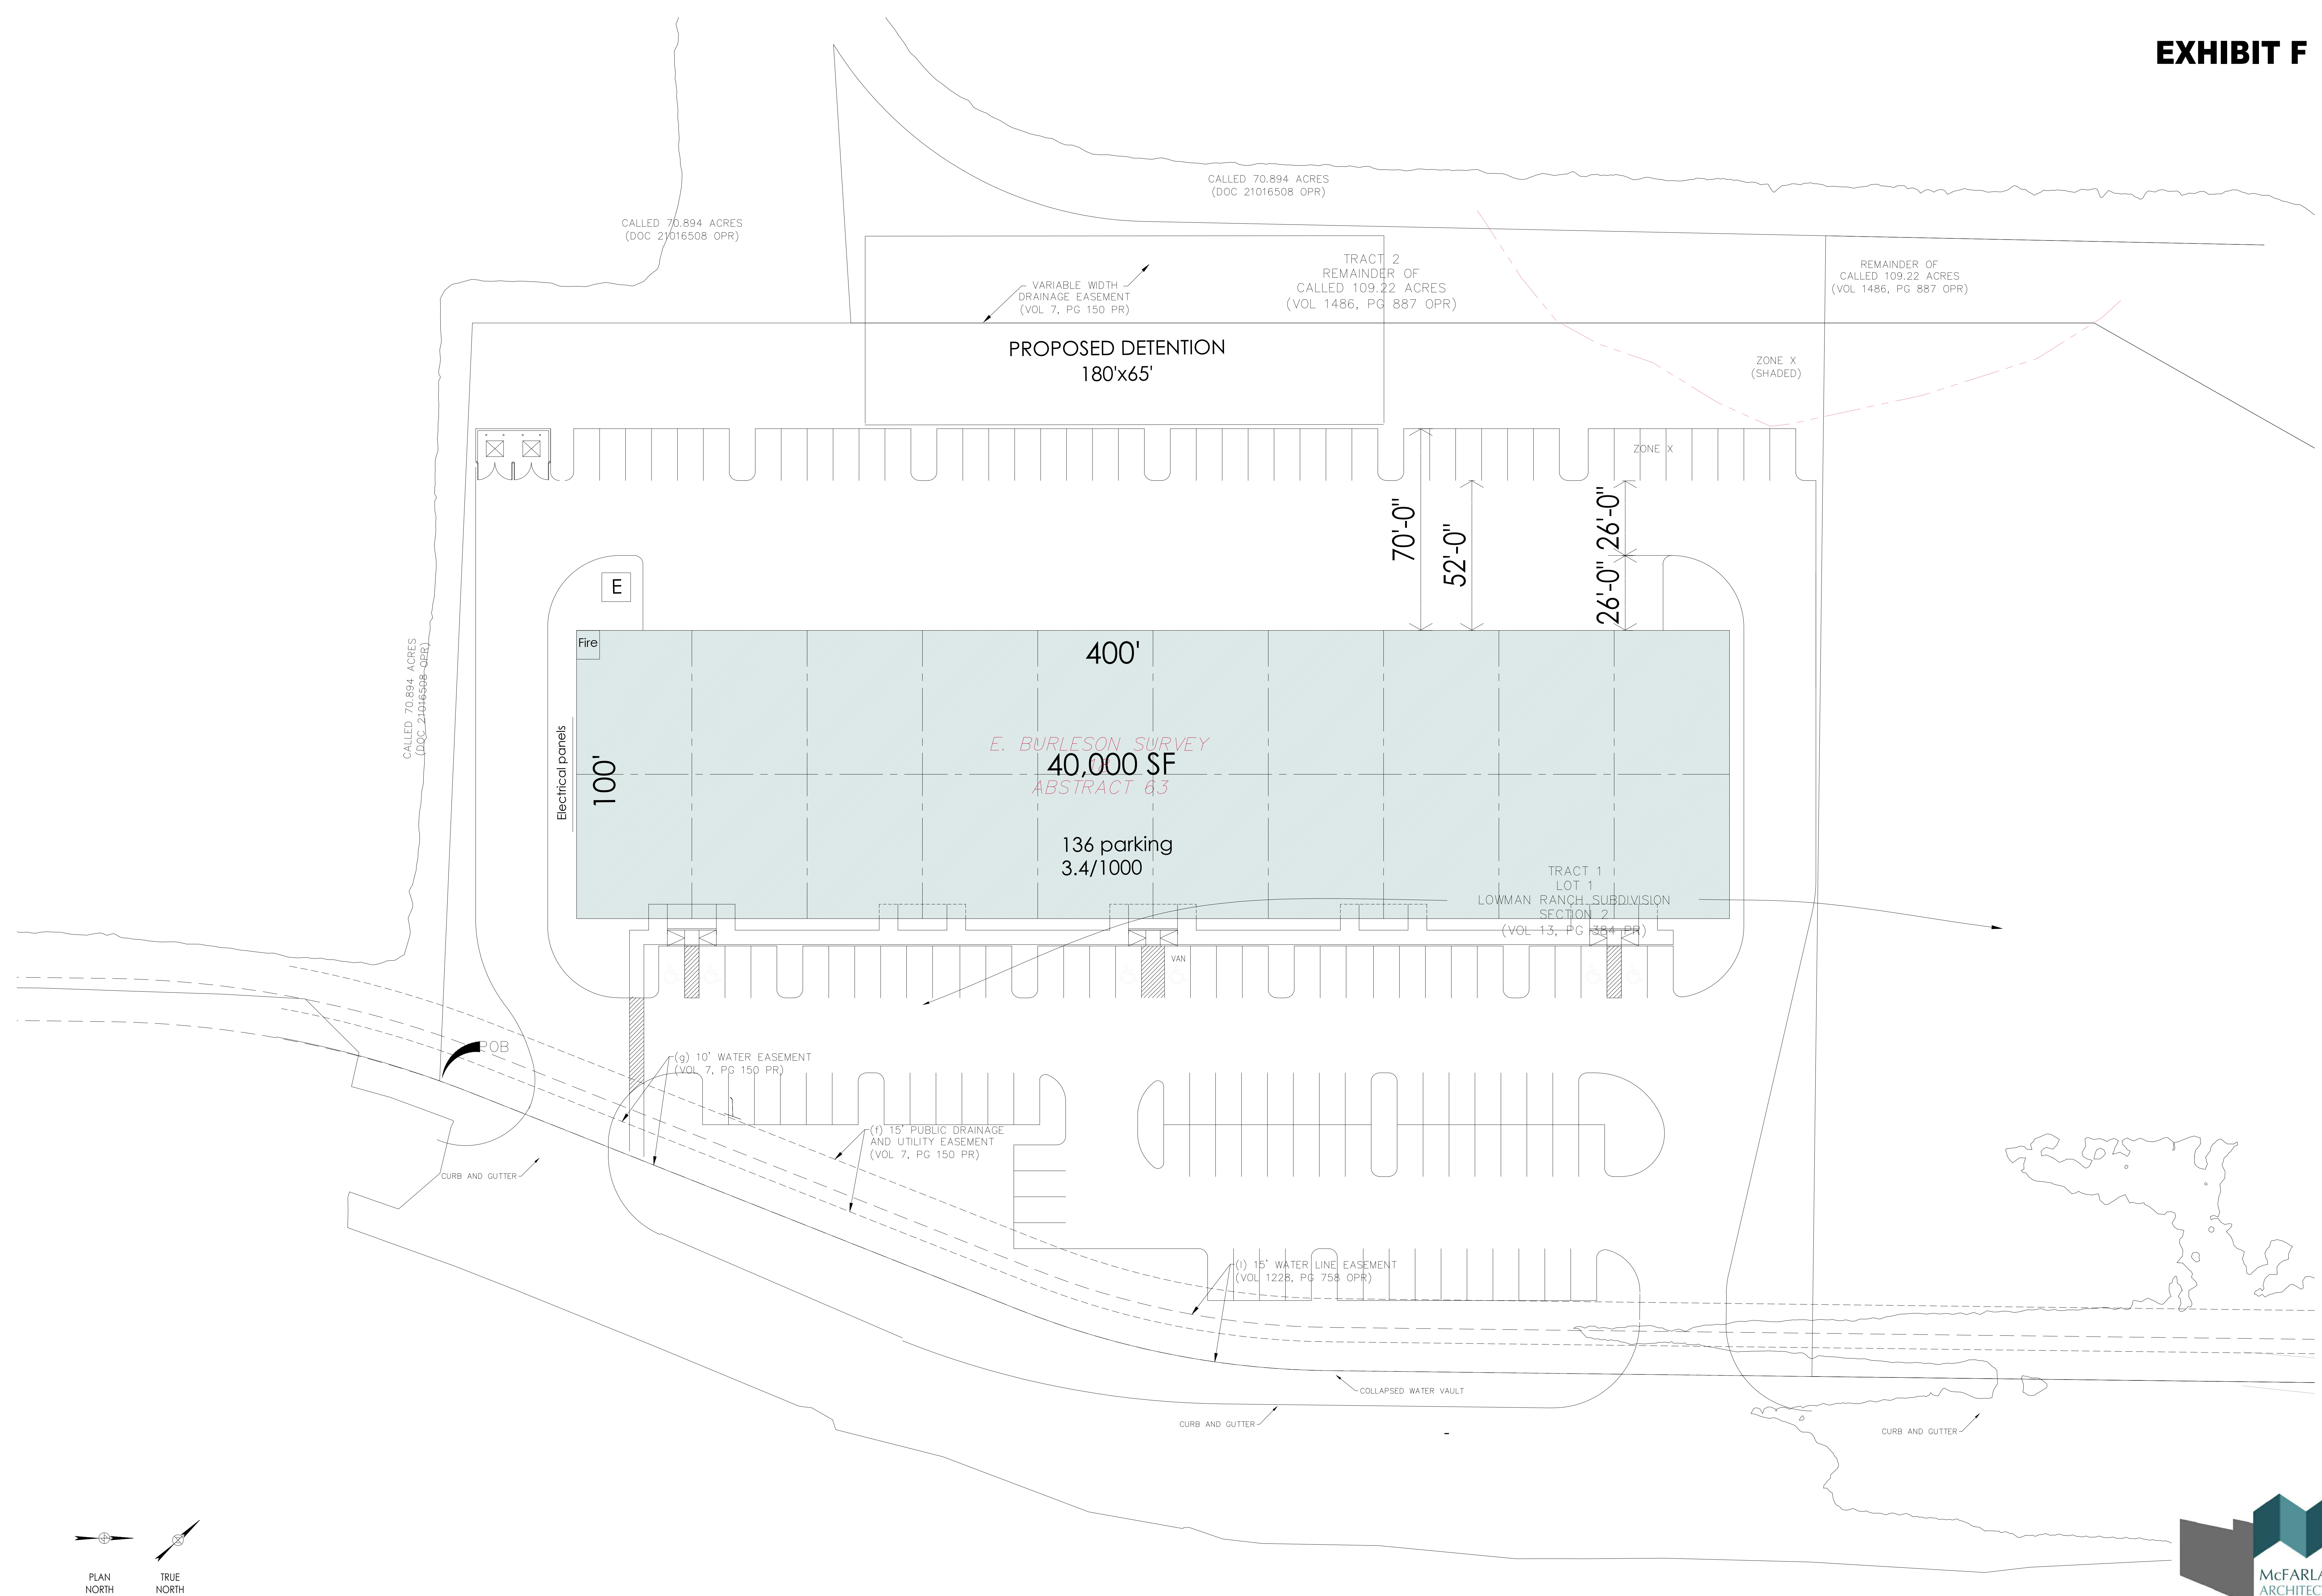 EXHIBIT F
CALLED 70.894 ACRES
(DOC 21016508 OPR)
CALLED 70.894 ACRES
(DOC 21016508 OPR)
TRACT 2
REMAINDER OF
CALLED 109.22 ACRES
(VOL 1486, PG 887 OPR)
REMAINDER OF
CALLED 109.22 ACRES
(VOL 1486, PG 887 OPR)
VARIABLE WIDTH
DRAINAGE EASEMENT
(VOL 7, PG 150 PR)
PROPOSED DETENTION
180'x65'
ZONE X
(SHADED)
ZONE X
70'-0"
52'-0"
26'-0"
26'-0"
E
Fire
400'
CALLED 70.894 ACRES
(DOC 21016508 OPR)
Electrical panels
100'
E. BURLESON SURVEY
40,000 SF
ABSTRACT 63
136 parking
3.4/1000
TRACT 1
LOT 1
LOWMAN RANCH SUBDIVISION
SECTION 2
(VOL 13, PG 384 PR)
VAN
POB
(g) 10' WATER EASEMENT
(VOL 7, PG 150 PR)
(f) 15' PUBLIC DRAINAGE
AND UTILITY EASEMENT
(VOL 7, PG 150 PR)
CURB AND GUTTER
(I) 15' WATER LINE EASEMENT
(VOL 1228, PG 758 OPR)
COLLAPSED WATER VAULT
CURB AND GUTTER
CURB AND GUTTER
PLAN
NORTH
TRUE
NORTH